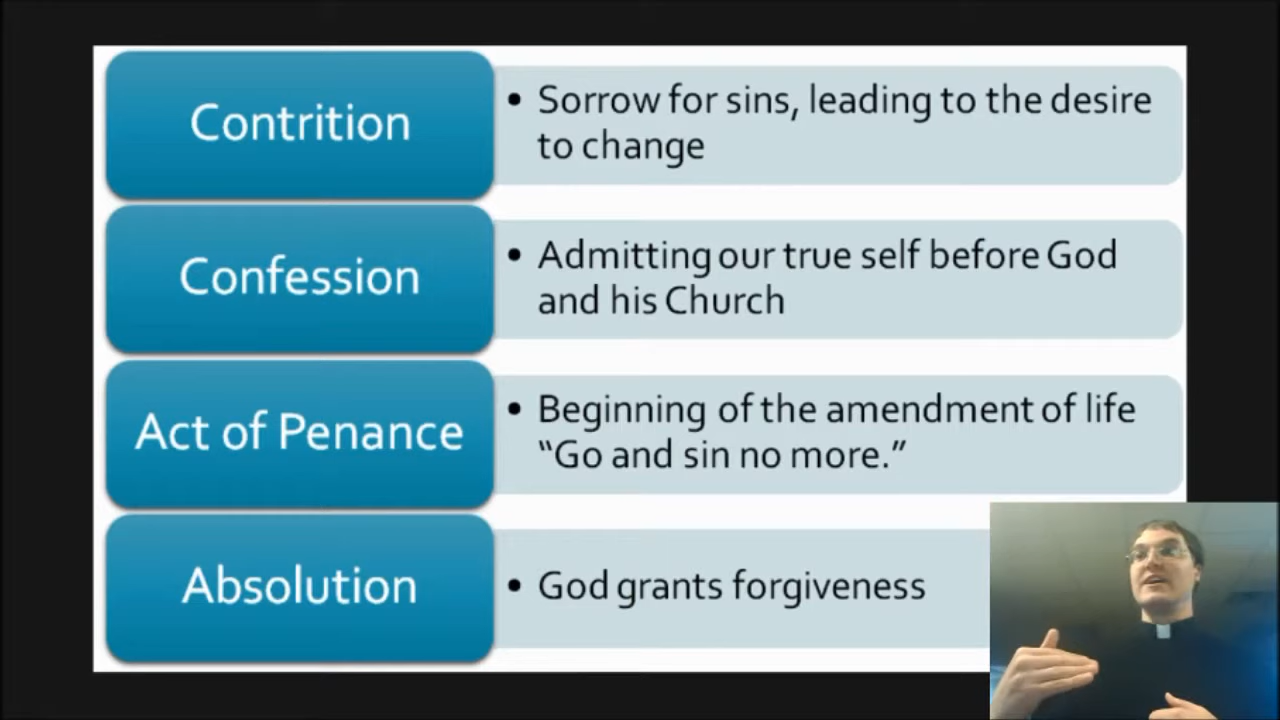 Contrition
• Sorrow for sins, leading to the desire
to change
Confession
• Admitting our true self before God
and his Church
Act of Penance
• Beginning of the amendment of life
“Go and sin no more.”
Absolution
• God grants forgiveness